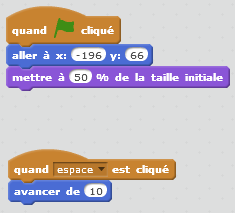 quand cliqué
aller à x: -196 y: 66
mettre à 50 % de la taille initiale
quand espace est cliqué
avancer de 10